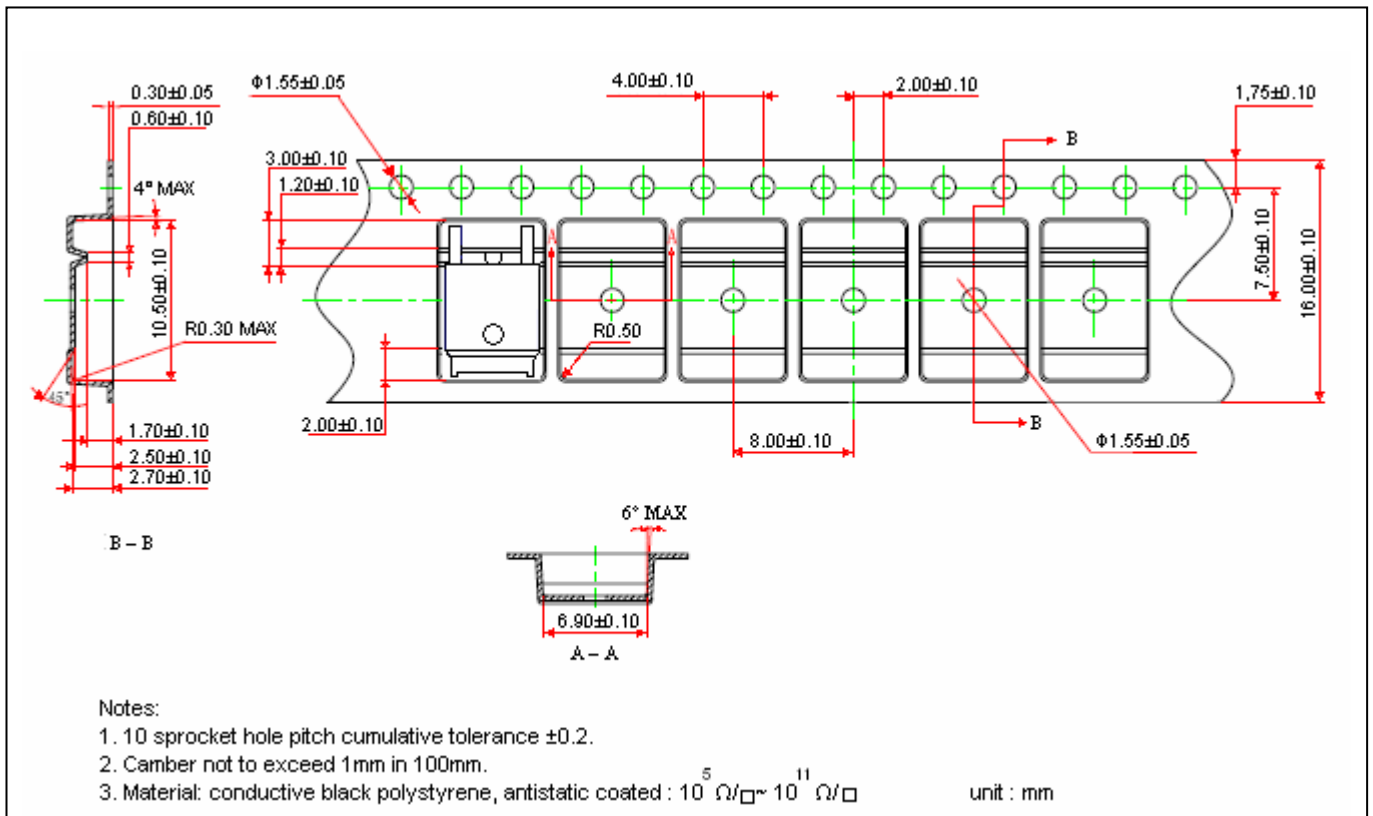 0.30±0.05
Φ1.55±0.05
4.00±0.10
2.00±0.10
1,75±0.10
0.60±0.10
B
3.00±0.10
4° MAX
1.20±0.10
A
A
7.50±0.10
16.00±0.10
10.50±0.10
R0.30 MAX
R0.50
45°
2.00±0.10
B
1.70±0.10
8.00±0.10
Φ1.55±0.05
2.50±0.10
2.70±0.10
6° MAX
B – B
6.90±0.10
A – A
Notes:
1. 10 sprocket hole pitch cumulative tolerance ±0.2.
2. Camber not to exceed 1mm in 100mm.
3. Material: conductive black polystyrene, antistatic coated : 10⁵ Ω/□~ 10¹¹ Ω/□ unit : mm